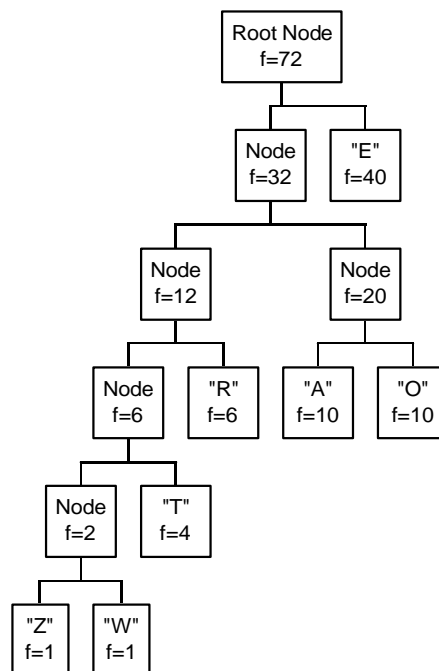 Root Node
f=72
Node
f=32
"E"
f=40
Node
f=12
Node
f=20
Node
f=6
"R"
f=6
"A"
f=10
"O"
f=10
Node
f=2
"T"
f=4
"Z"
f=1
"W"
f=1